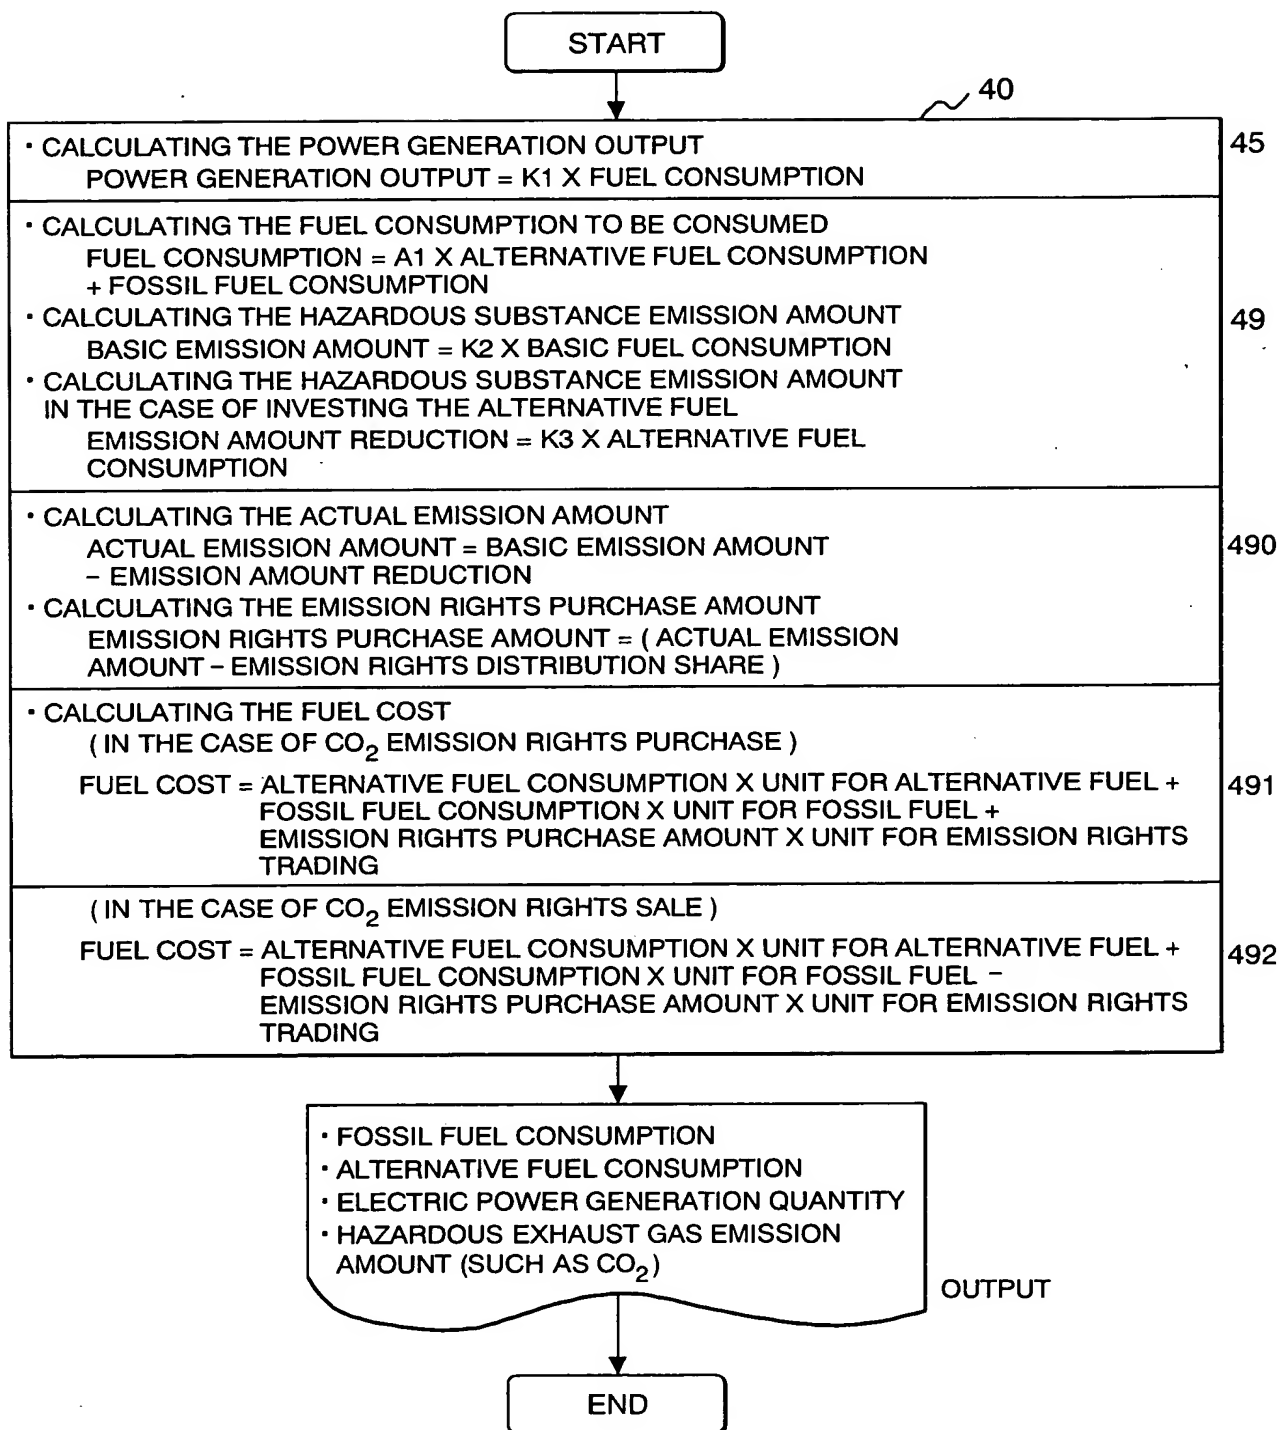 START
40
· CALCULATING THE POWER GENERATION OUTPUT
POWER GENERATION OUTPUT = K1 X FUEL CONSUMPTION
45
· CALCULATING THE FUEL CONSUMPTION TO BE CONSUMED
FUEL CONSUMPTION = A1 X ALTERNATIVE FUEL CONSUMPTION
+ FOSSIL FUEL CONSUMPTION
· CALCULATING THE HAZARDOUS SUBSTANCE EMISSION AMOUNT
BASIC EMISSION AMOUNT = K2 X BASIC FUEL CONSUMPTION
· CALCULATING THE HAZARDOUS SUBSTANCE EMISSION AMOUNT
IN THE CASE OF INVESTING THE ALTERNATIVE FUEL
EMISSION AMOUNT REDUCTION = K3 X ALTERNATIVE FUEL
CONSUMPTION
49
· CALCULATING THE ACTUAL EMISSION AMOUNT
ACTUAL EMISSION AMOUNT = BASIC EMISSION AMOUNT
– EMISSION AMOUNT REDUCTION
· CALCULATING THE EMISSION RIGHTS PURCHASE AMOUNT
EMISSION RIGHTS PURCHASE AMOUNT = ( ACTUAL EMISSION
AMOUNT – EMISSION RIGHTS DISTRIBUTION SHARE )
490
· CALCULATING THE FUEL COST
( IN THE CASE OF CO₂ EMISSION RIGHTS PURCHASE )
FUEL COST = ALTERNATIVE FUEL CONSUMPTION X UNIT FOR ALTERNATIVE FUEL +
FOSSIL FUEL CONSUMPTION X UNIT FOR FOSSIL FUEL +
EMISSION RIGHTS PURCHASE AMOUNT X UNIT FOR EMISSION RIGHTS
TRADING
491
( IN THE CASE OF CO₂ EMISSION RIGHTS SALE )
FUEL COST = ALTERNATIVE FUEL CONSUMPTION X UNIT FOR ALTERNATIVE FUEL +
FOSSIL FUEL CONSUMPTION X UNIT FOR FOSSIL FUEL –
EMISSION RIGHTS PURCHASE AMOUNT X UNIT FOR EMISSION RIGHTS
TRADING
492
· FOSSIL FUEL CONSUMPTION
· ALTERNATIVE FUEL CONSUMPTION
· ELECTRIC POWER GENERATION QUANTITY
· HAZARDOUS EXHAUST GAS EMISSION
AMOUNT (SUCH AS CO₂)
OUTPUT
END